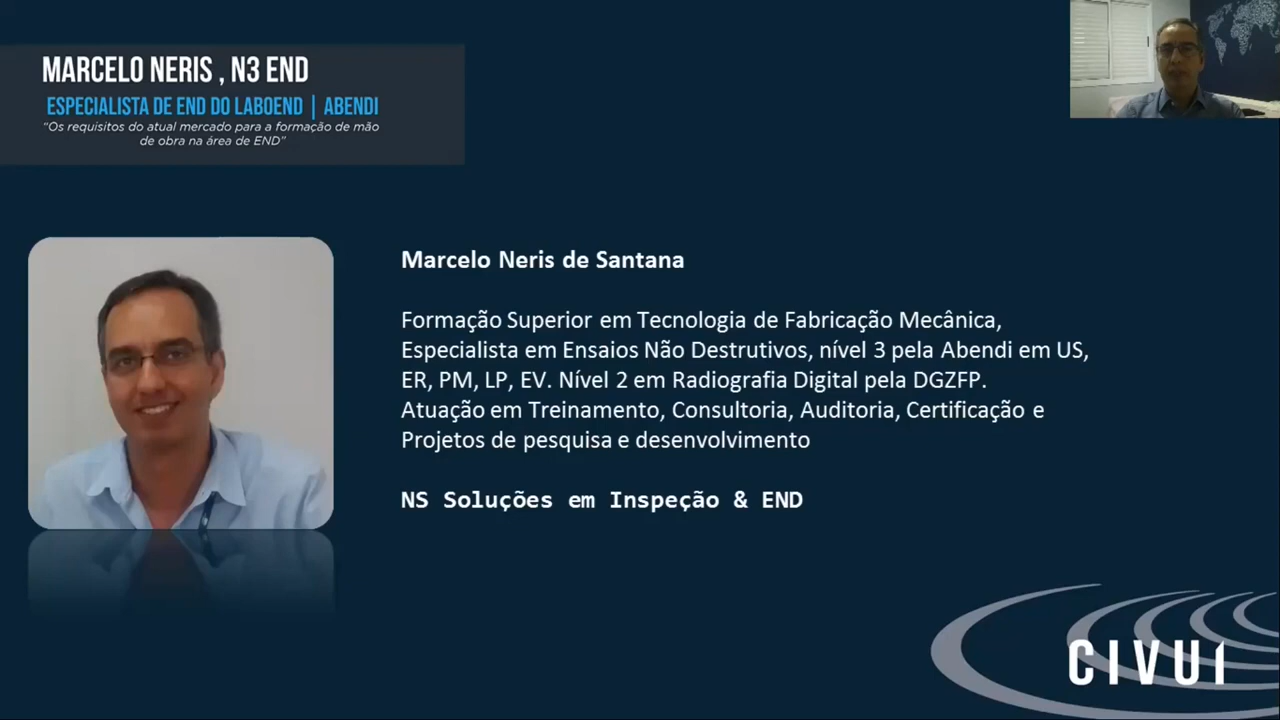 MARCELO NERIS , N3 END
ESPECIALISTA DE END DO LABOEND | ABENDI
“Os requisitos do atual mercado para a formação de mão
de obra na área de END”
Marcelo Neris de Santana
Formação Superior em Tecnologia de Fabricação Mecânica,
Especialista em Ensaios Não Destrutivos, nível 3 pela Abendi em US,
ER, PM, LP, EV. Nível 2 em Radiografia Digital pela DGZFP.
Atuação em Treinamento, Consultoria, Auditoria, Certificação e
Projetos de pesquisa e desenvolvimento
NS Soluções em Inspeção & END
CIVUI